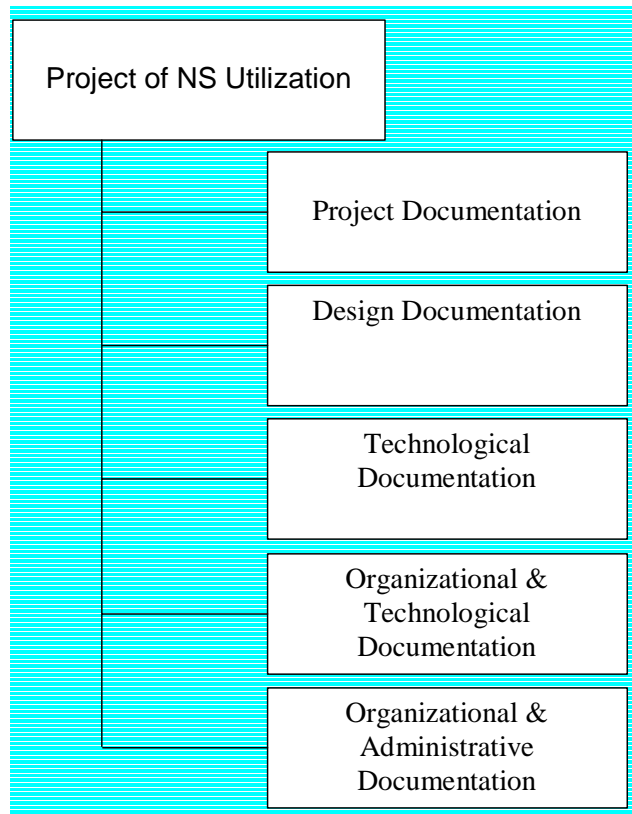 Project of NS Utilization
Project Documentation
Design Documentation
Technological
Documentation
Organizational &
Technological
Documentation
Organizational &
Administrative
Documentation